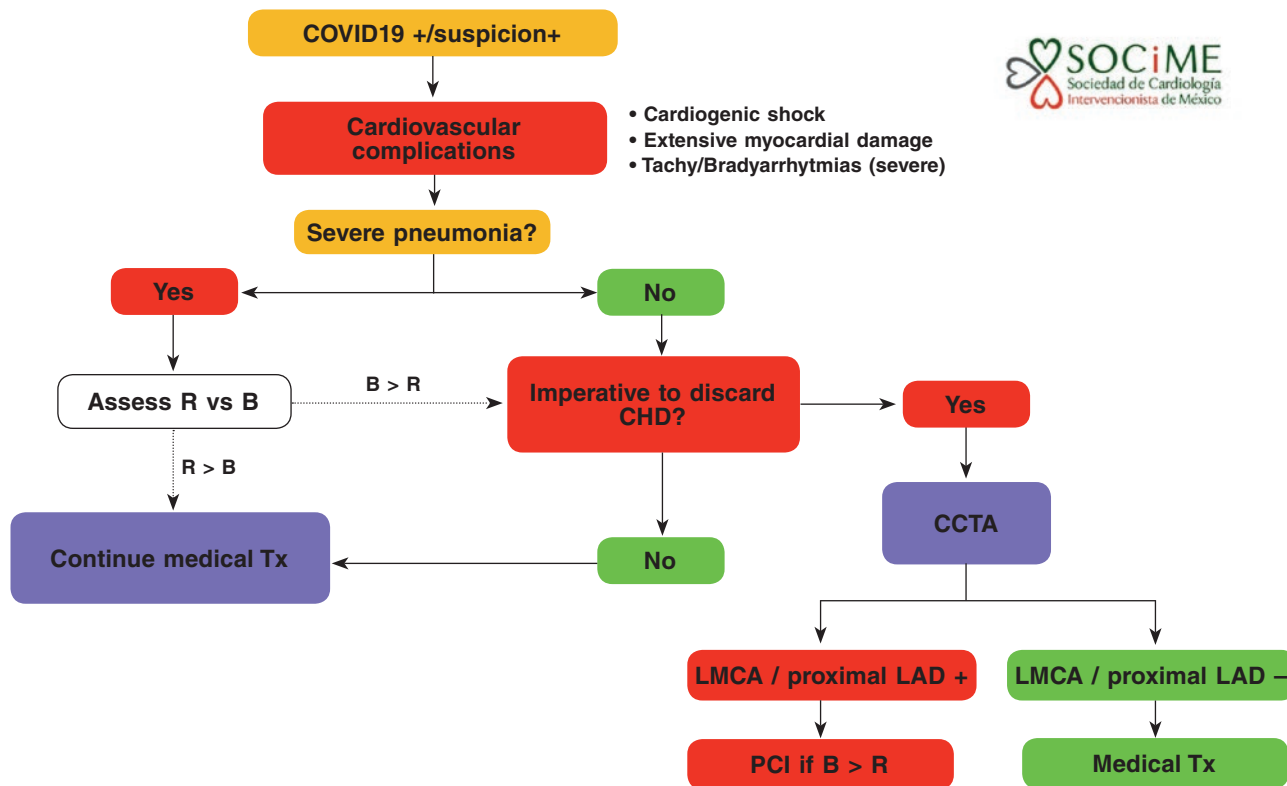 COVID19 +/suspicion+
SOCiME
Sociedad de Cardiología
Intervencionista de México
Cardiovascular
complications
• Cardiogenic shock
• Extensive myocardial damage
• Tachy/Bradyarrhytmias (severe)
Severe pneumonia?
Yes
No
Assess R vs B
B > R
Imperative to discard
CHD?
Yes
R > B
CCTA
Continue medical Tx
No
LMCA / proximal LAD +
LMCA / proximal LAD –
PCI if B > R
Medical Tx